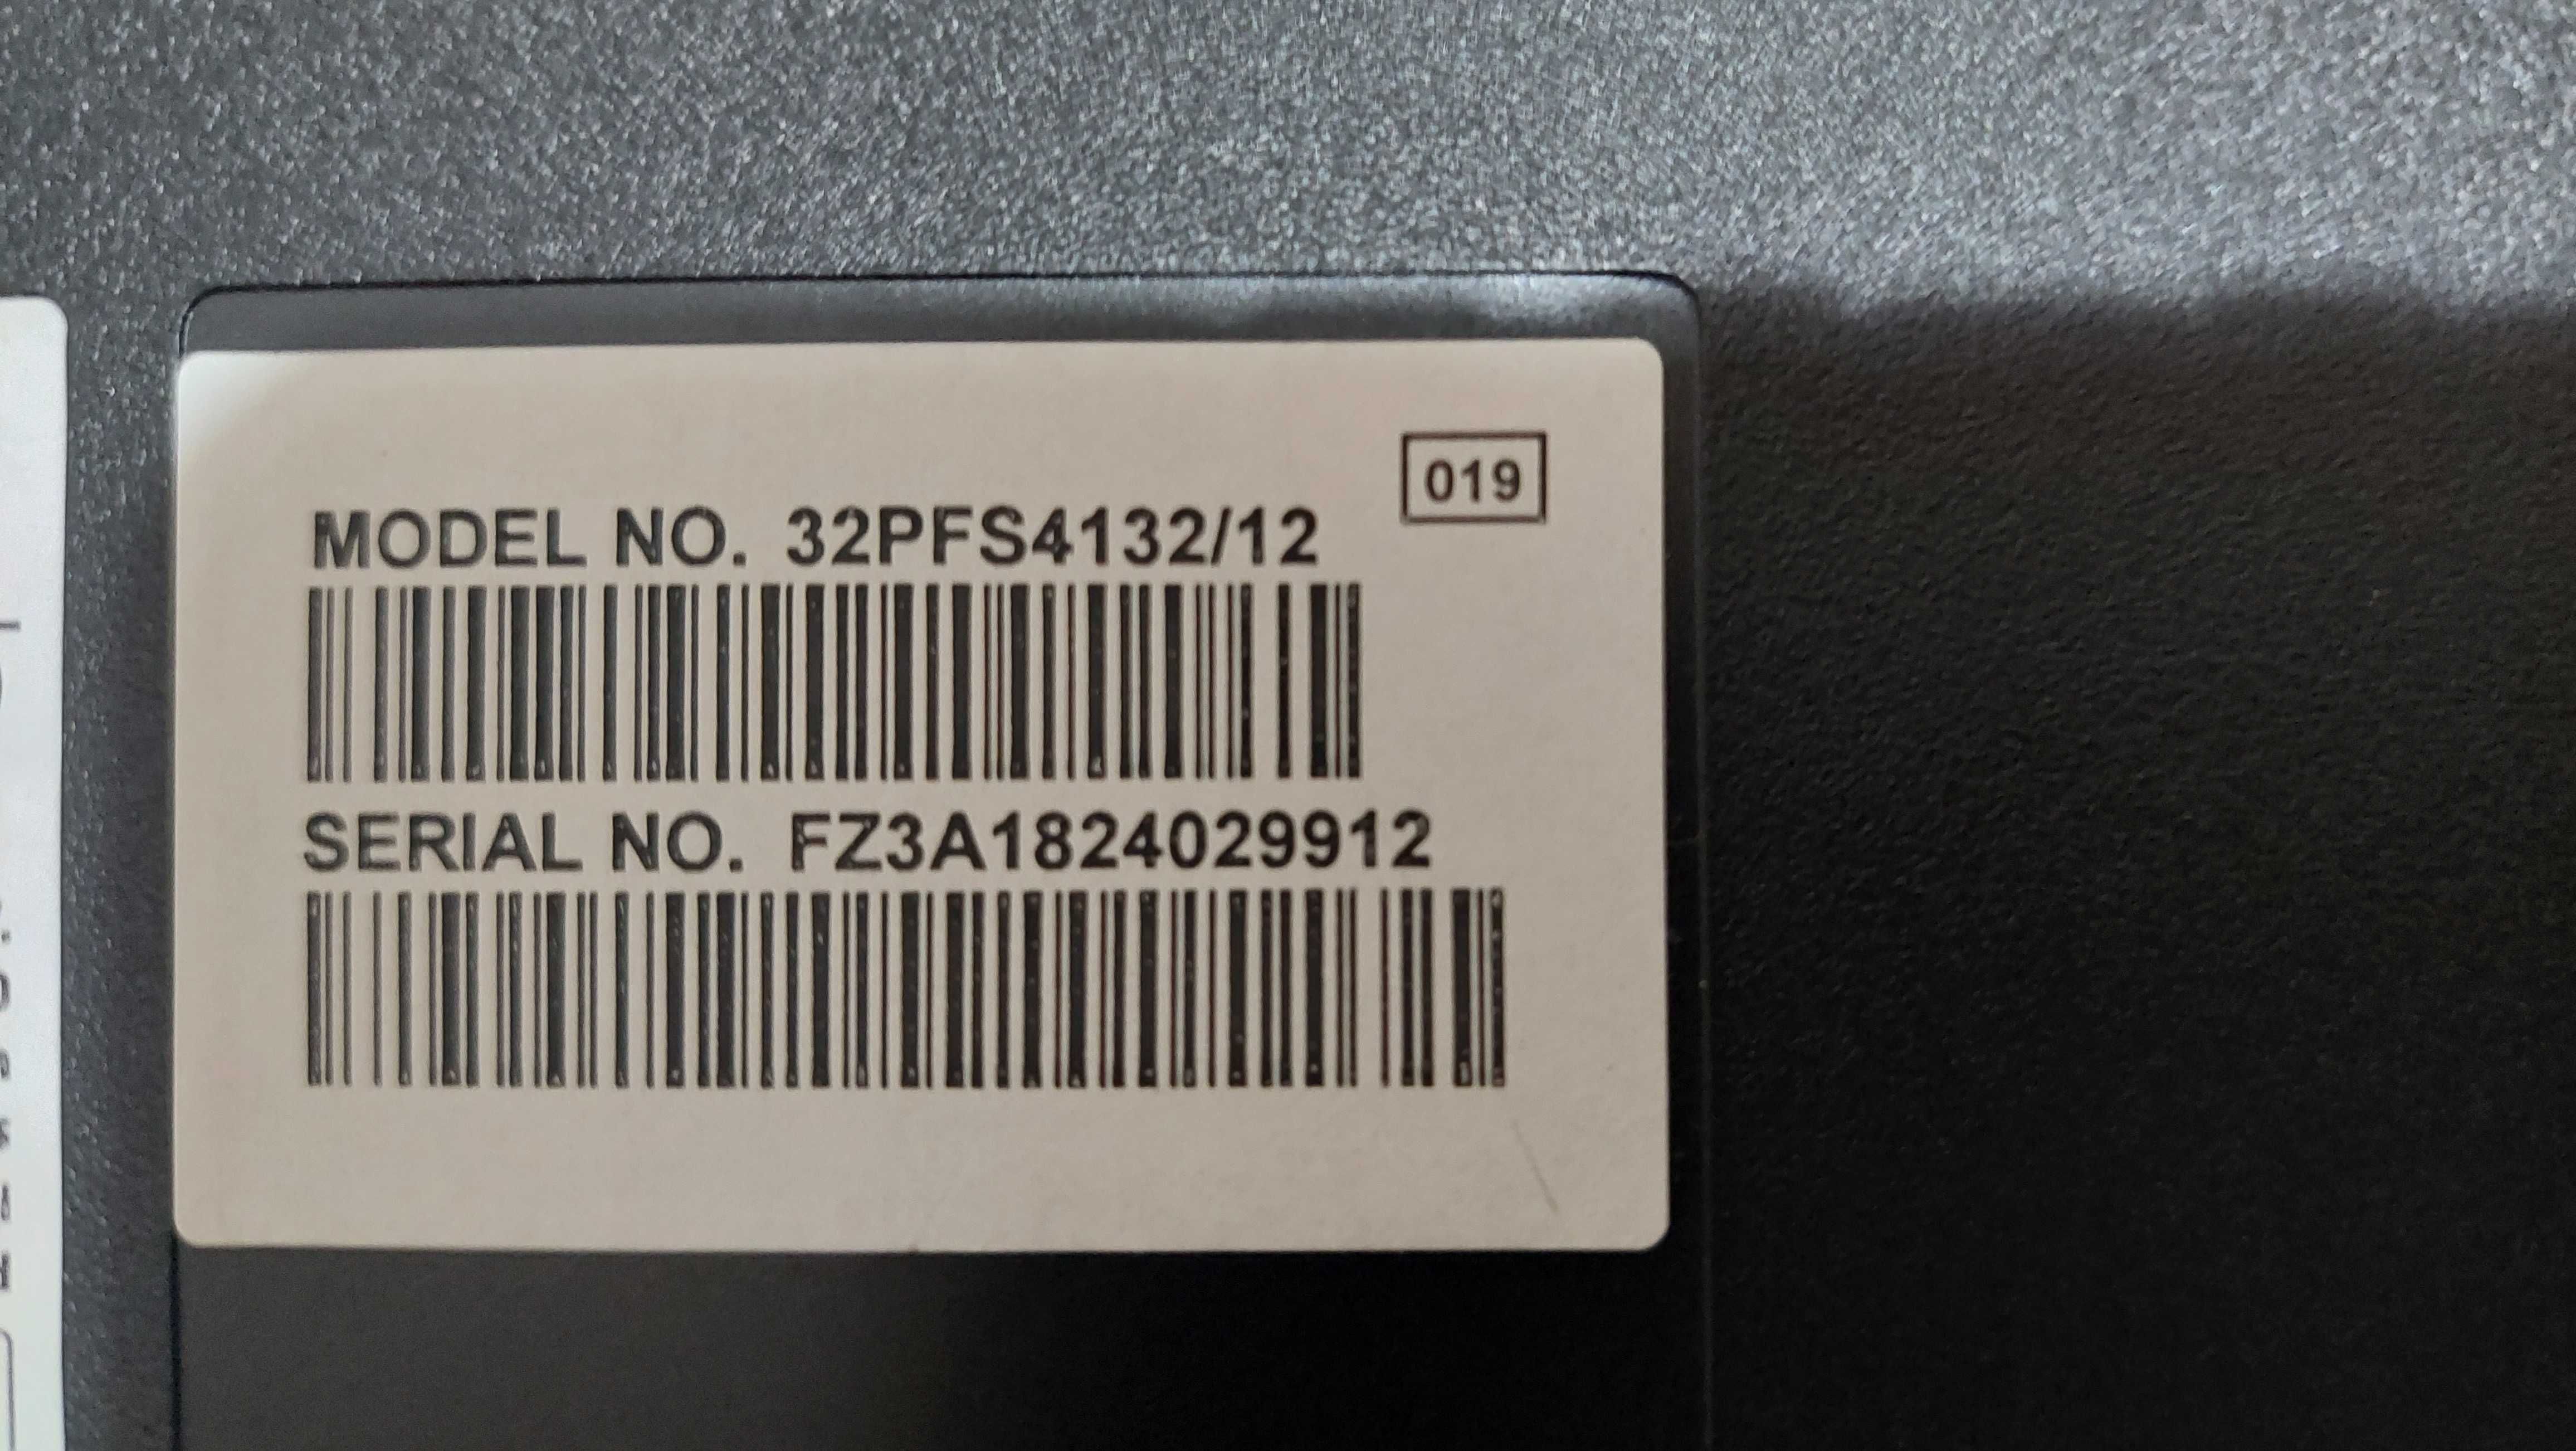 019
MODEL NO. 32PFS4132/12
SERIAL NO. FZ3A1824029912